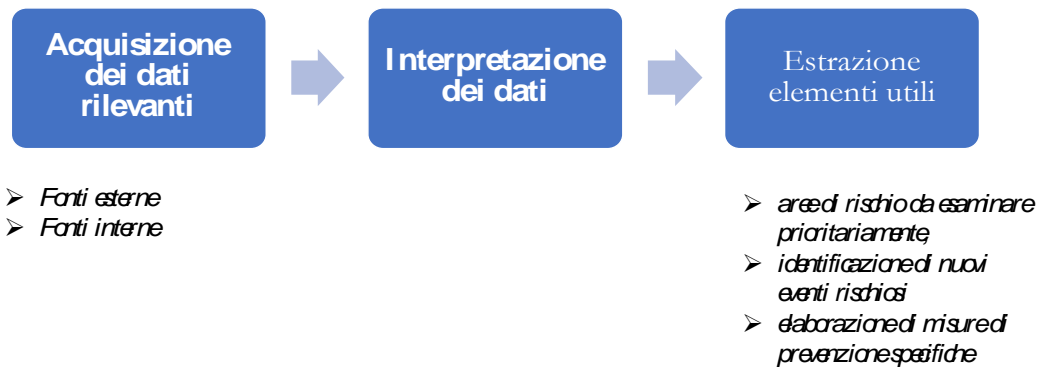 Acquisizione
dei dati
rilevanti
Interpretazione
dei dati
Estrazione
elementi utili
➢ Fonti esterne
➢ Fonti interne
➢ aree di rischio da esaminare
prioritariamente,
➢ identificazione di nuovi
eventi rischiosi
➢ elaborazione di misure di
prevenzione specifiche